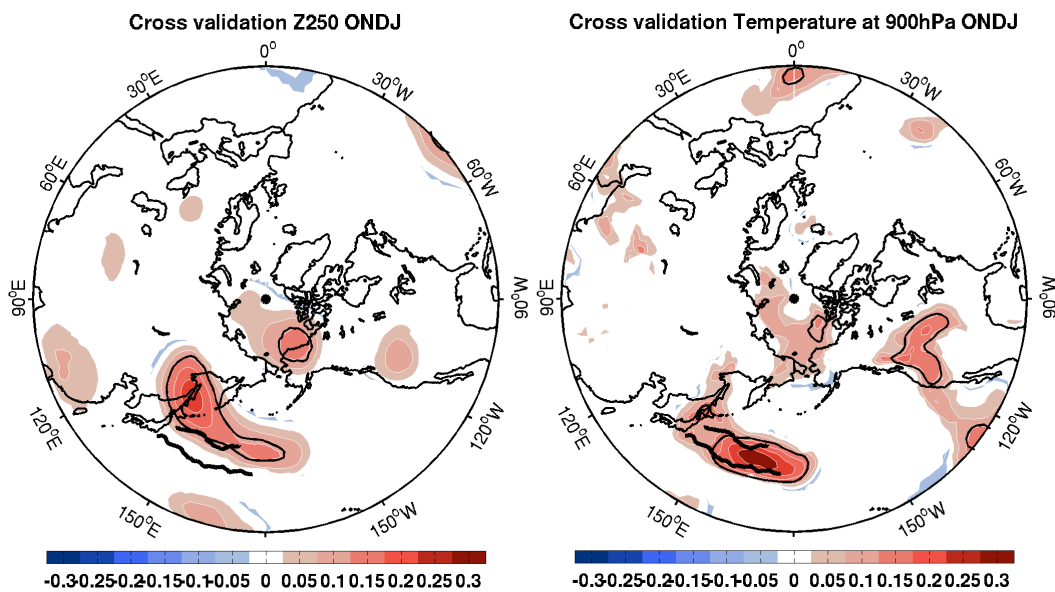 Cross validation Z250 ONDJ
0°
30°E
30°W
60°E
60°W
90°E
90°W
120°E
120°W
150°E
150°W
-0.3-0.25-0.2-0.15-0.1-0.05 0 0.05 0.1 0.15 0.2 0.25 0.3
Cross validation Temperature at 900hPa ONDJ
0°
30°E
30°W
60°E
60°W
90°E
90°W
120°E
120°W
150°E
150°W
-0.3-0.25-0.2-0.15-0.1-0.05 0 0.05 0.1 0.15 0.2 0.25 0.3